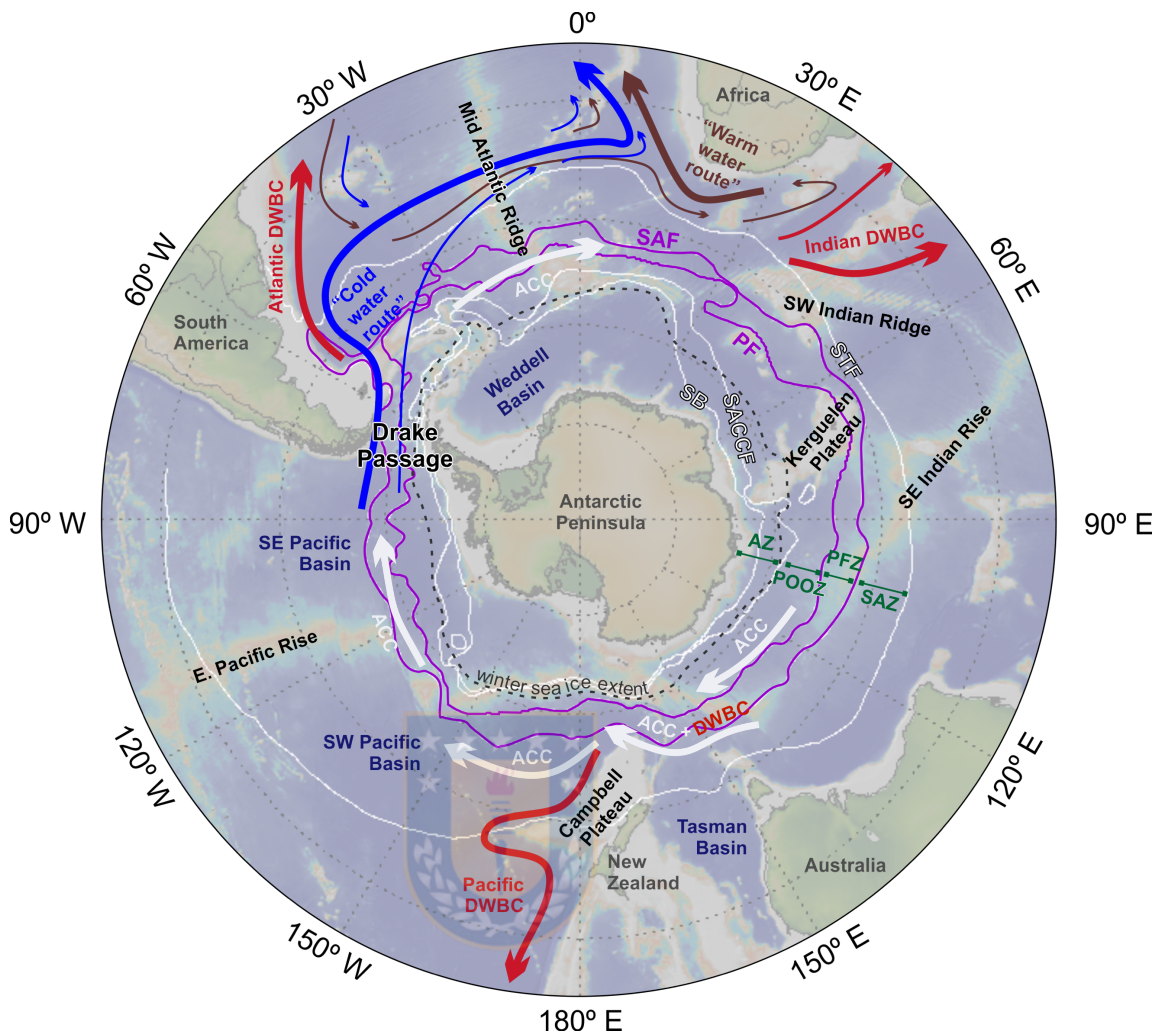 0º
30º W
30º E
Africa
Mid Atlantic Ridge
“Warm
water
route”
60º W
Atlantic DWBC
Indian DWBC
60º E
SAF
ACC
“Cold
water
route”
SW Indian Ridge
South
America
PF
STF
Weddell
Basin
SB
SACCF
Kerguelen
Plateau
SE Indian Rise
Drake
Passage
Antarctic
Peninsula
90º W
90º E
SE Pacific
Basin
AZ
PFZ
POOZ
SAZ
ACC
ACC
E. Pacific Rise
winter sea ice extent
ACC + DWBC
SW Pacific
Basin
ACC
120º W
120º E
Campbell
Plateau
Tasman
Basin
New
Zealand
Australia
Pacific
DWBC
150º W
150º E
180º E